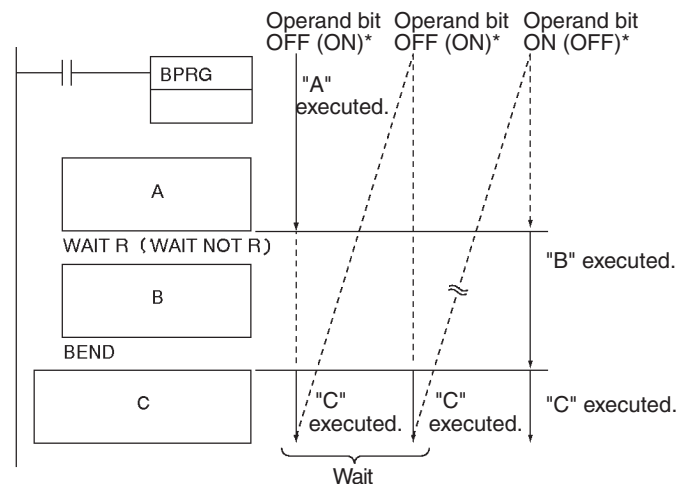 Operand bit Operand bit Operand bit
OFF (ON)* OFF (ON)* ON (OFF)*
BPRG
"A"
executed.
A
WAIT R (WAIT NOT R)
"B" executed.
B
BEND
C
"C"
executed.
"C"
executed.
"C" executed.
Wait